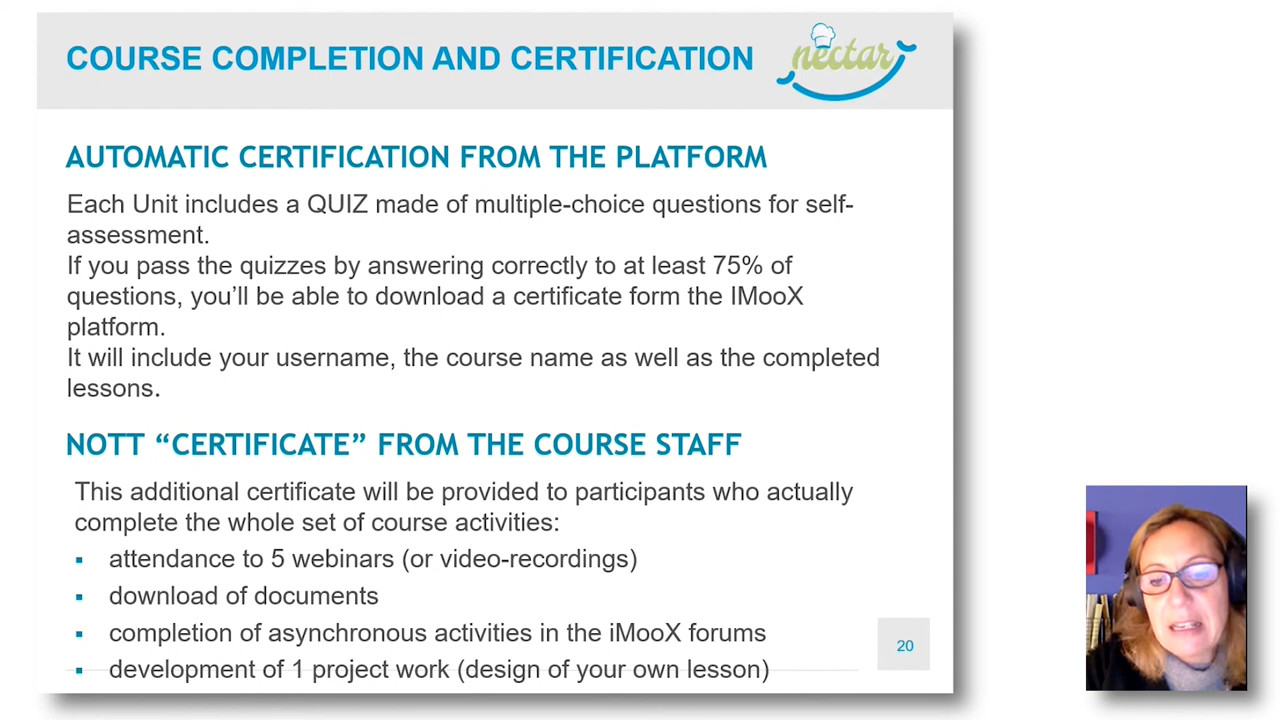 COURSE COMPLETION AND CERTIFICATION
nectar
AUTOMATIC CERTIFICATION FROM THE PLATFORM
Each Unit includes a QUIZ made of multiple-choice questions for self-
assessment.
If you pass the quizzes by answering correctly to at least 75% of
questions, you’ll be able to download a certificate form the IMooX
platform.
It will include your username, the course name as well as the completed
lessons.
NOTT “CERTIFICATE” FROM THE COURSE STAFF
This additional certificate will be provided to participants who actually
complete the whole set of course activities:
▪ attendance to 5 webinars (or video-recordings)
▪ download of documents
▪ completion of asynchronous activities in the iMooX forums
▪ development of 1 project work (design of your own lesson)
20